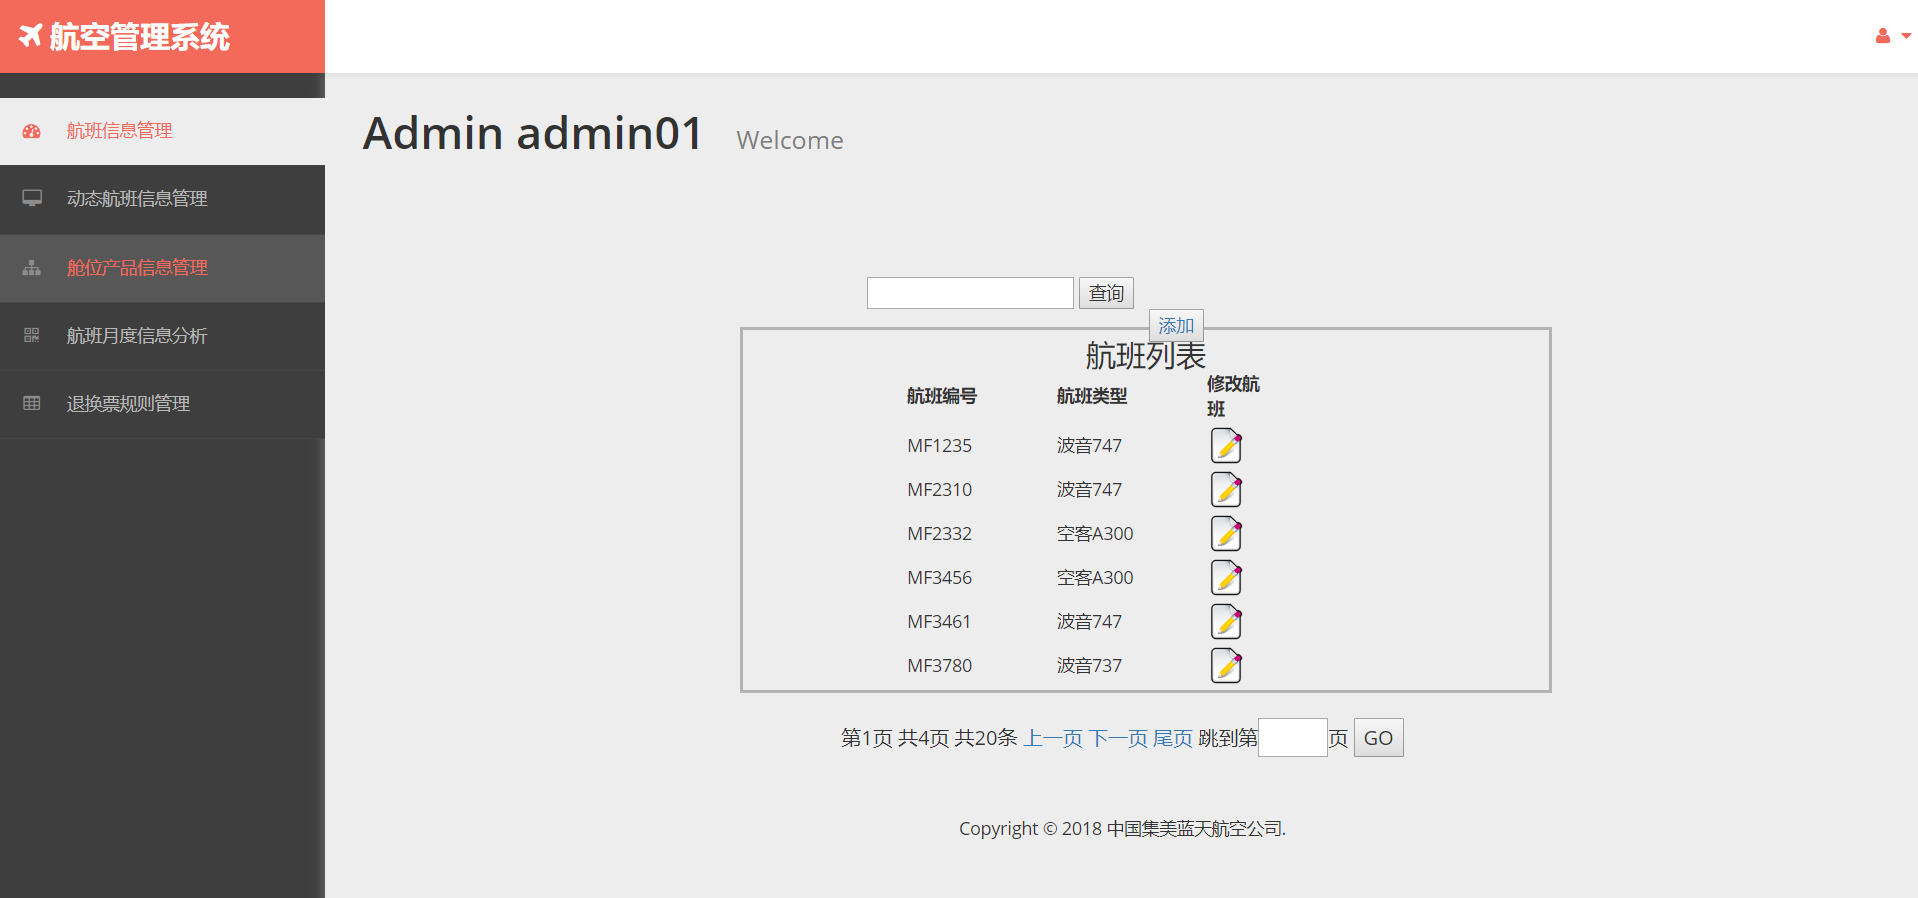 航空管理系统
航班信息管理
动态航班信息管理
舱位产品信息管理
航班月度信息分析
退换票规则管理
Admin admin01 Welcome
查询
添加
航班列表
航班编号 航班类型 修改航班
MF1235 波音747
MF2310 波音747
MF2332 空客A300
MF3456 空客A300
MF3461 波音747
MF3780 波音737
第1页 共4页 共20条 上一页 下一页 尾页 跳到第 页 GO
Copyright © 2018 中国集美蓝天航空公司.